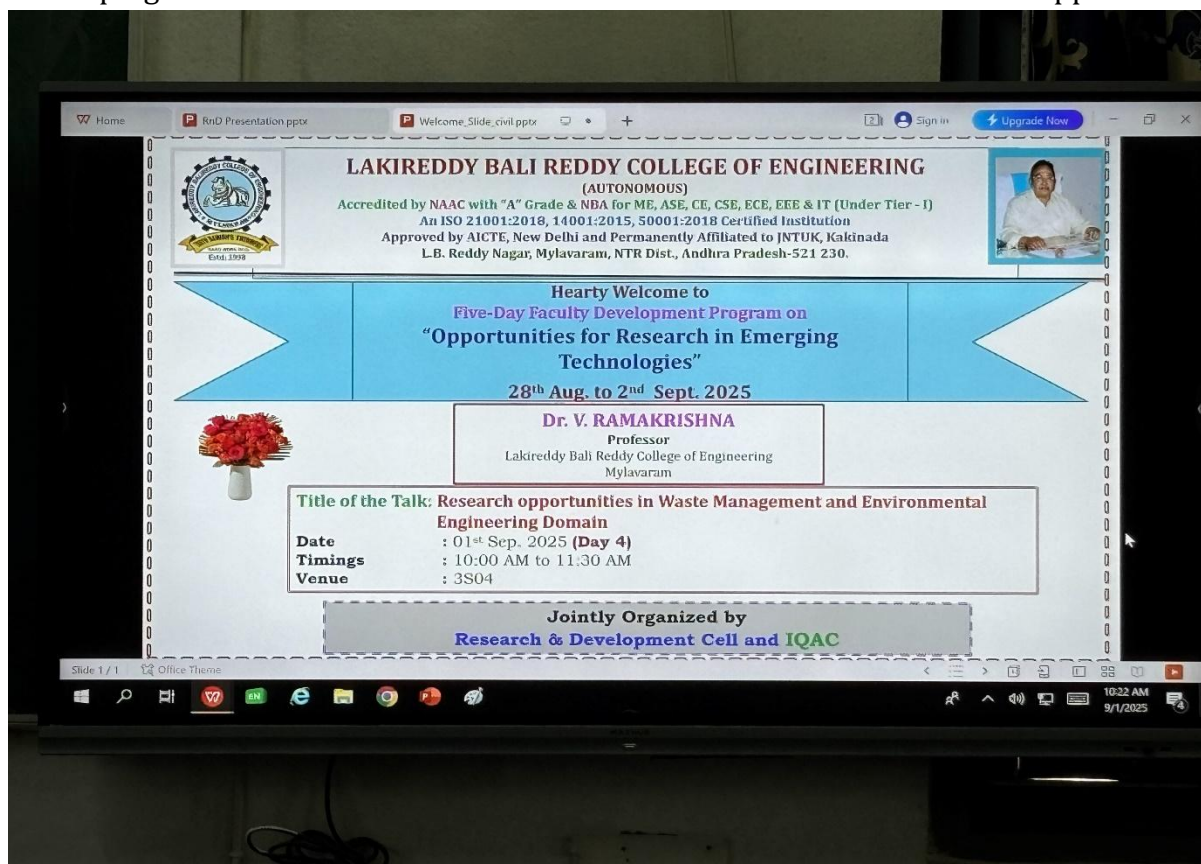 Home
RnD Presentation.pptx
Welcome_Slide_civil.pptx
+
Sign in
Upgrade Now
LAKIREDDY BALI REDDY COLLEGE OF ENGINEERING
(AUTONOMOUS)
Accredited by NAAC with "A" Grade & NBA for ME, ASE, CE, CSE, ECE, EEE & IT (Under Tier - I)
An ISO 21001:2018, 14001:2015, 50001:2018 Certified Institution
Approved by AICTE, New Delhi and Permanently Affiliated to JNTUK, Kakinada
L.B. Reddy Nagar, Mylavaram, NTR Dist., Andhra Pradesh-521 230.
Estd: 1998
Hearty Welcome to
Five-Day Faculty Development Program on
“Opportunities for Research in Emerging
Technologies”
28th Aug. to 2nd Sept. 2025
Dr. V. RAMAKRISHNA
Professor
Lakireddy Bali Reddy College of Engineering
Mylavaram
Title of the Talk: Research opportunities in Waste Management and Environmental
Engineering Domain
Date : 01st Sep. 2025 (Day 4)
Timings : 10:00 AM to 11:30 AM
Venue : 3S04
Jointly Organized by
Research & Development Cell and IQAC
Slide 1 / 1 Office Theme
EN
10:22 AM
9/1/2025
4